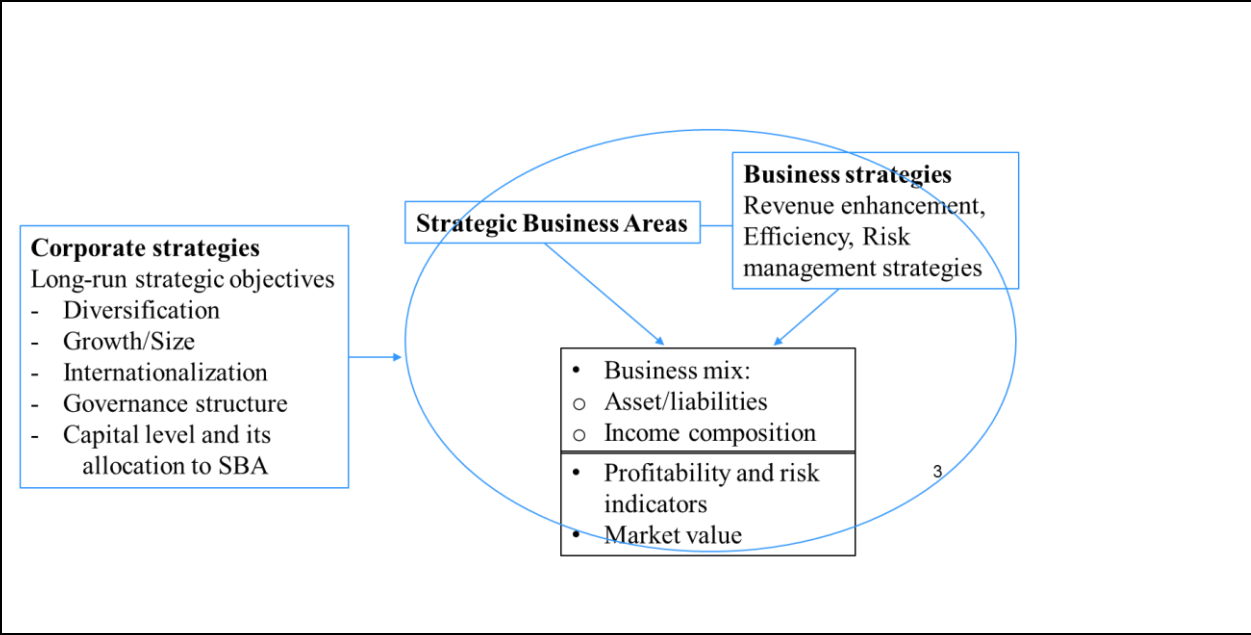 Corporate strategies
Long-run strategic objectives
- Diversification
- Growth/Size
- Internationalization
- Governance structure
- Capital level and its
allocation to SBA
Strategic Business Areas
Business strategies
Revenue enhancement,
Efficiency, Risk
management strategies
• Business mix:
o Asset/liabilities
o Income composition
• Profitability and risk
indicators
• Market value
3